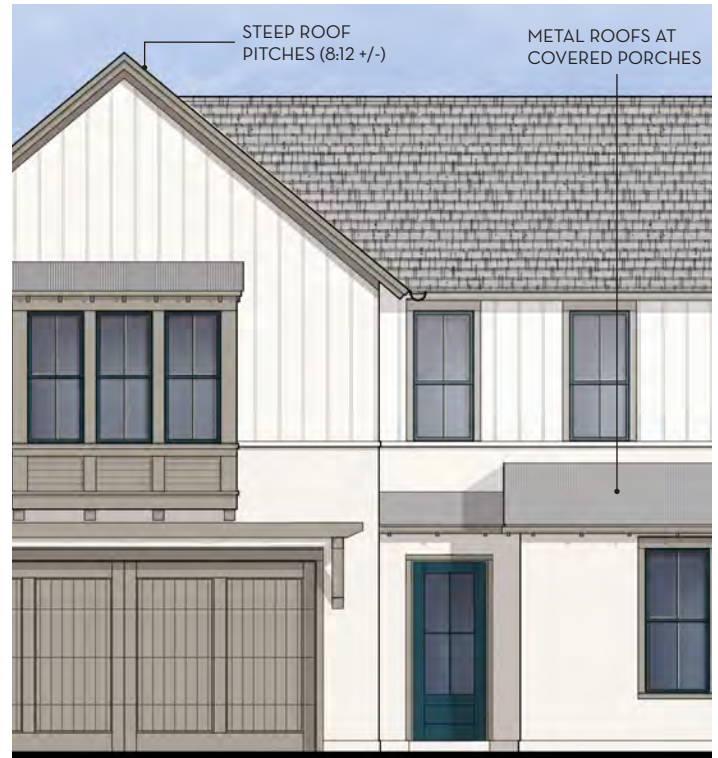 STEEP ROOF
PITCHES (8:12 +/-)
METAL ROOFS AT
COVERED PORCHES